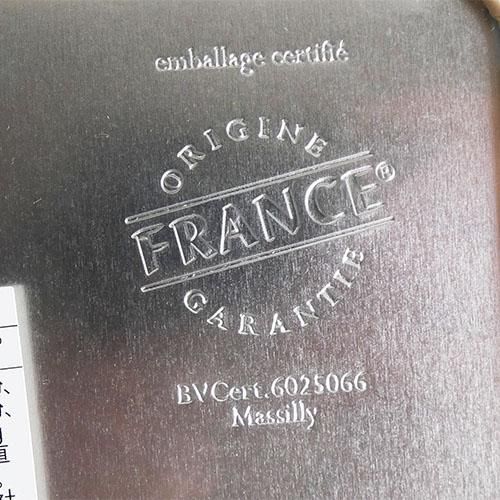 emballage certifié
ORIGINE
FRANCE®
GARANTIE
BVCert.6025066
Massilly